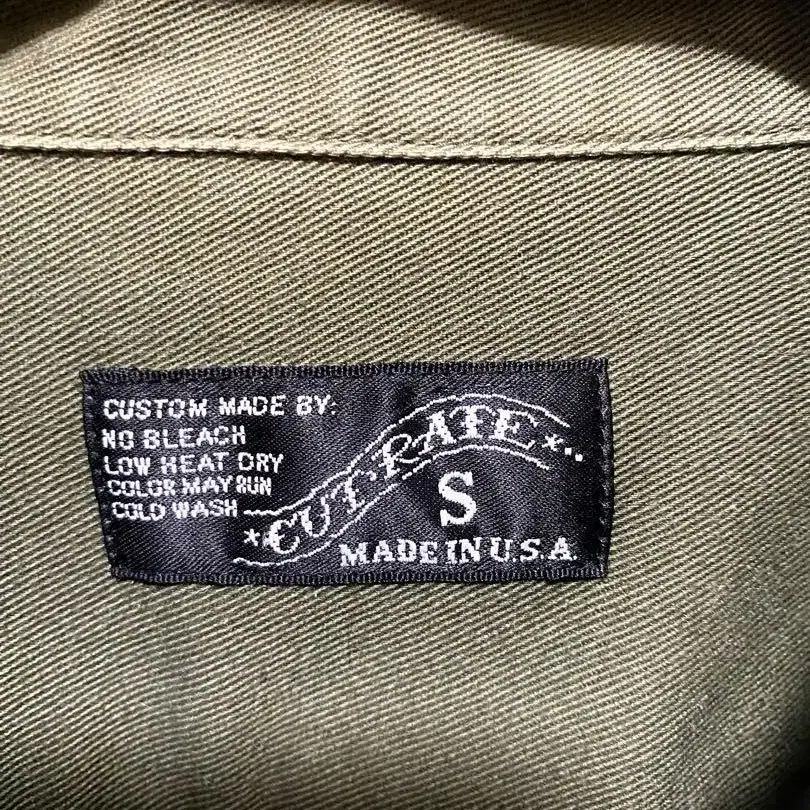 CUSTOM MADE BY:
NO BLEACH
LOW HEAT DRY
COLOR MAY RUN
COLD WASH
CUT-RATE
S
MADE IN U.S.A.